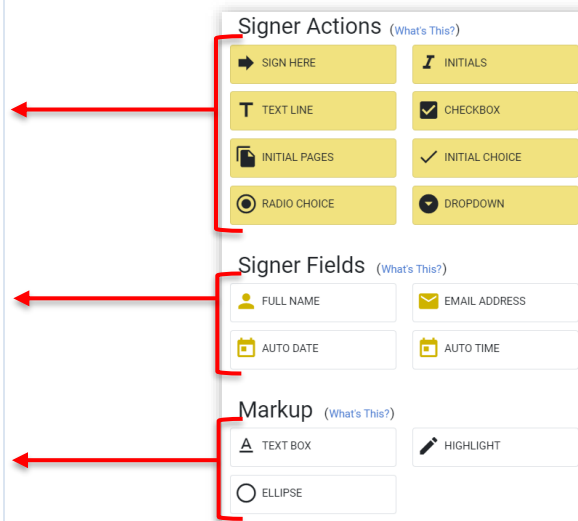 Signer Actions (What's This?)
SIGN HERE
INITIALS
TEXT LINE
CHECKBOX
INITIAL PAGES
INITIAL CHOICE
RADIO CHOICE
DROPDOWN
Signer Fields (What's This?)
FULL NAME
EMAIL ADDRESS
AUTO DATE
AUTO TIME
Markup (What's This?)
TEXT BOX
HIGHLIGHT
ELLIPSE